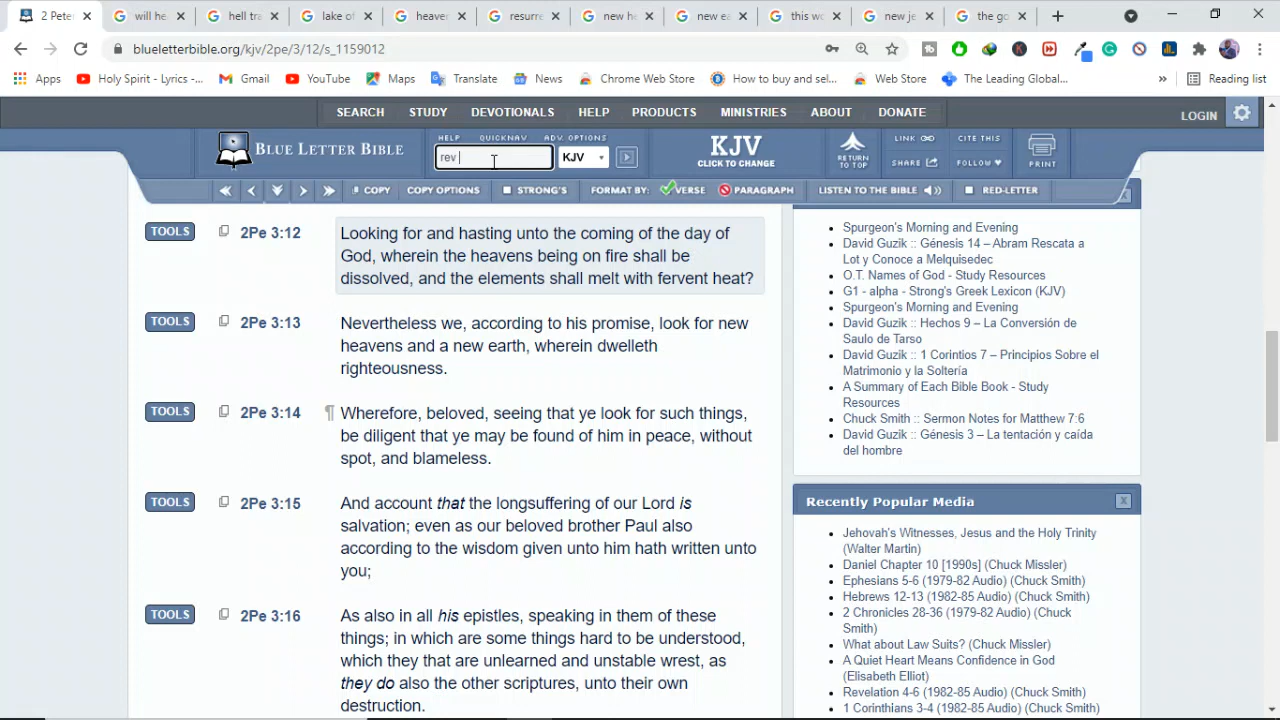 2 Peter
will he
hell tra
lake of
heaven
resurre
new he
new ea
this wo
new je
the go
blueletterbible.org/kjv/2pe/3/12/s_1159012
Apps
Holy Spirit - Lyrics -...
Gmail
YouTube
Maps
Translate
News
Chrome Web Store
How to buy and sel...
Web Store
The Leading Global...
»
Reading list
SEARCH
STUDY
DEVOTIONALS
HELP
PRODUCTS
MINISTRIES
ABOUT
DONATE
LOGIN
BLUE LETTER BIBLE
HELP
QUICKNAV
ADV. OPTIONS
rev
KJV
KJV
CLICK TO CHANGE
RETURN
TO TOP
LINK
CITE THIS
SHARE
FOLLOW
PRINT
COPY
COPY OPTIONS
STRONG'S
FORMAT BY:
VERSE
PARAGRAPH
LISTEN TO THE BIBLE
RED-LETTER
TOOLS
2Pe 3:12
Looking for and hasting unto the coming of the day of
God, wherein the heavens being on fire shall be
dissolved, and the elements shall melt with fervent heat?
TOOLS
2Pe 3:13
Nevertheless we, according to his promise, look for new
heavens and a new earth, wherein dwelleth
righteousness.
TOOLS
2Pe 3:14
¶ Wherefore, beloved, seeing that ye look for such things,
be diligent that ye may be found of him in peace, without
spot, and blameless.
TOOLS
2Pe 3:15
And account that the longsuffering of our Lord is
salvation; even as our beloved brother Paul also
according to the wisdom given unto him hath written unto
you;
TOOLS
2Pe 3:16
As also in all his epistles, speaking in them of these
things; in which are some things hard to be understood,
which they that are unlearned and unstable wrest, as
they do also the other scriptures, unto their own
destruction.
X
Spurgeon's Morning and Evening
David Guzik :: Génesis 14 – Abram Rescata a
Lot y Conoce a Melquisedec
O.T. Names of God - Study Resources
G1 - alpha - Strong's Greek Lexicon (KJV)
Spurgeon's Morning and Evening
David Guzik :: Hechos 9 – La Conversión de
Saulo de Tarso
David Guzik :: 1 Corintios 7 – Principios Sobre el
Matrimonio y la Soltería
A Summary of Each Bible Book - Study
Resources
Chuck Smith :: Sermon Notes for Matthew 7:6
David Guzik :: Génesis 3 – La tentación y caída
del hombre
Recently Popular Media
X
Jehovah's Witnesses, Jesus and the Holy Trinity
(Walter Martin)
Daniel Chapter 10 [1990s] (Chuck Missler)
Ephesians 5-6 (1979-82 Audio) (Chuck Smith)
Hebrews 12-13 (1982-85 Audio) (Chuck Smith)
2 Chronicles 28-36 (1979-82 Audio) (Chuck
Smith)
What about Law Suits? (Chuck Missler)
A Quiet Heart Means Confidence in God
(Elisabeth Elliot)
Revelation 4-6 (1982-85 Audio) (Chuck Smith)
1 Corinthians 3-4 (1982-85 Audio) (Chuck Smith)